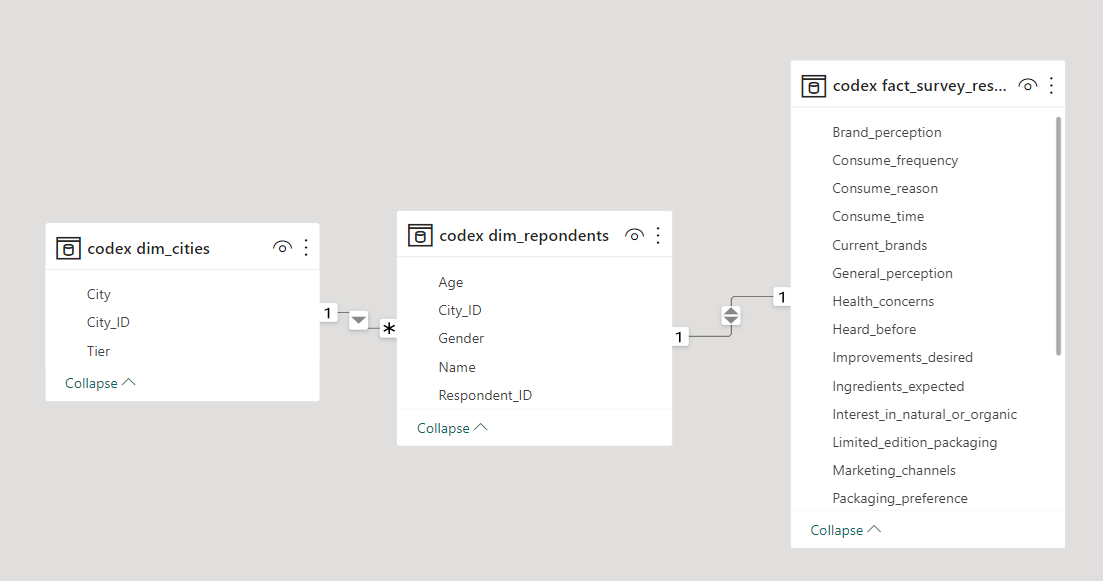 codex dim_cities
City
City_ID
Tier
Collapse
1
*
codex dim_repondents
Age
City_ID
Gender
Name
Respondent_ID
Collapse
1
1
codex fact_survey_res...
Brand_perception
Consume_frequency
Consume_reason
Consume_time
Current_brands
General_perception
Health_concerns
Heard_before
Improvements_desired
Ingredients_expected
Interest_in_natural_or_organic
Limited_edition_packaging
Marketing_channels
Packaging_preference
Collapse